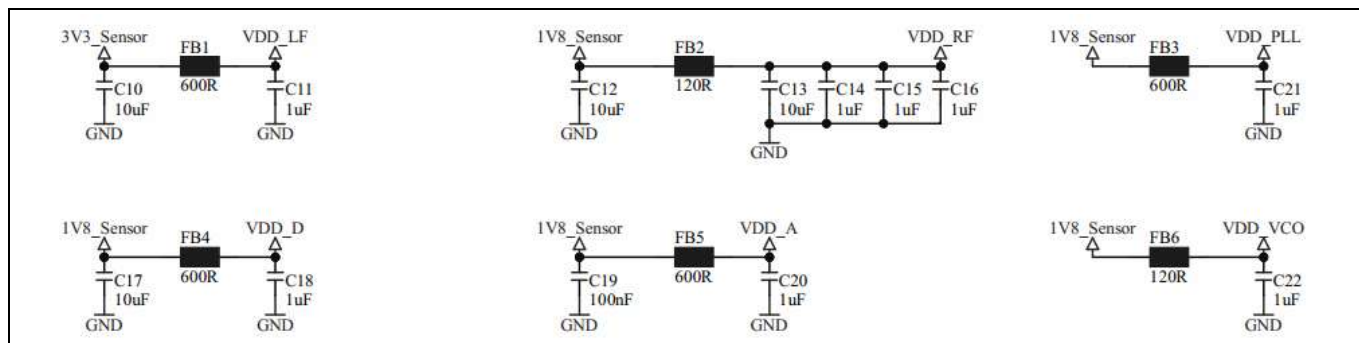 3V3_Sensor FB1 VDD_LF
600R
C10 C11
10uF 1uF
GND GND
1V8_Sensor FB2 VDD_RF
120R
C12 C13 C14 C15 C16
10uF 10uF 1uF 1uF 1uF
GND GND
1V8_Sensor FB3 VDD_PLL
600R
C21
1uF
GND
1V8_Sensor FB4 VDD_D
600R
C17 C18
10uF 1uF
GND GND
1V8_Sensor FB5 VDD_A
600R
C19 C20
100nF 1uF
GND GND
1V8_Sensor FB6 VDD_VCO
120R
C22
1uF
GND